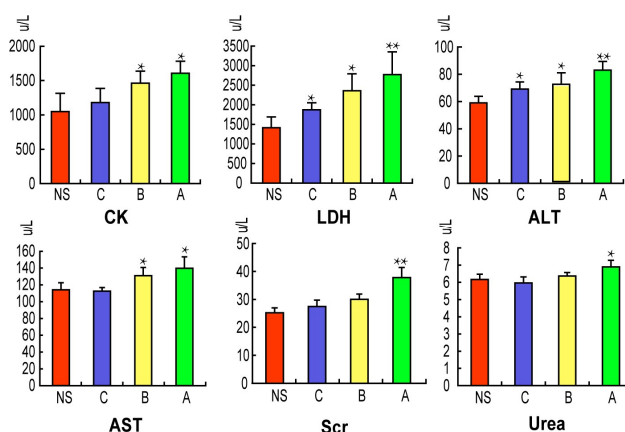 u/L
2000
1500
1000
500
0
* *
NS C B A
CK
u/L
3500
3000
2500
2000
1500
1000
500
0
* * **
NS C B A
LDH
u/L
100
80
60
40
20
0
* * **
NS C B A
ALT
u/L
160
140
120
100
80
60
40
20
0
* *
NS C B A
AST
u/L
50
40
30
20
10
0
**
NS C B A
Scr
u/L
8
7
6
5
4
3
2
1
0
*
NS C B A
Urea